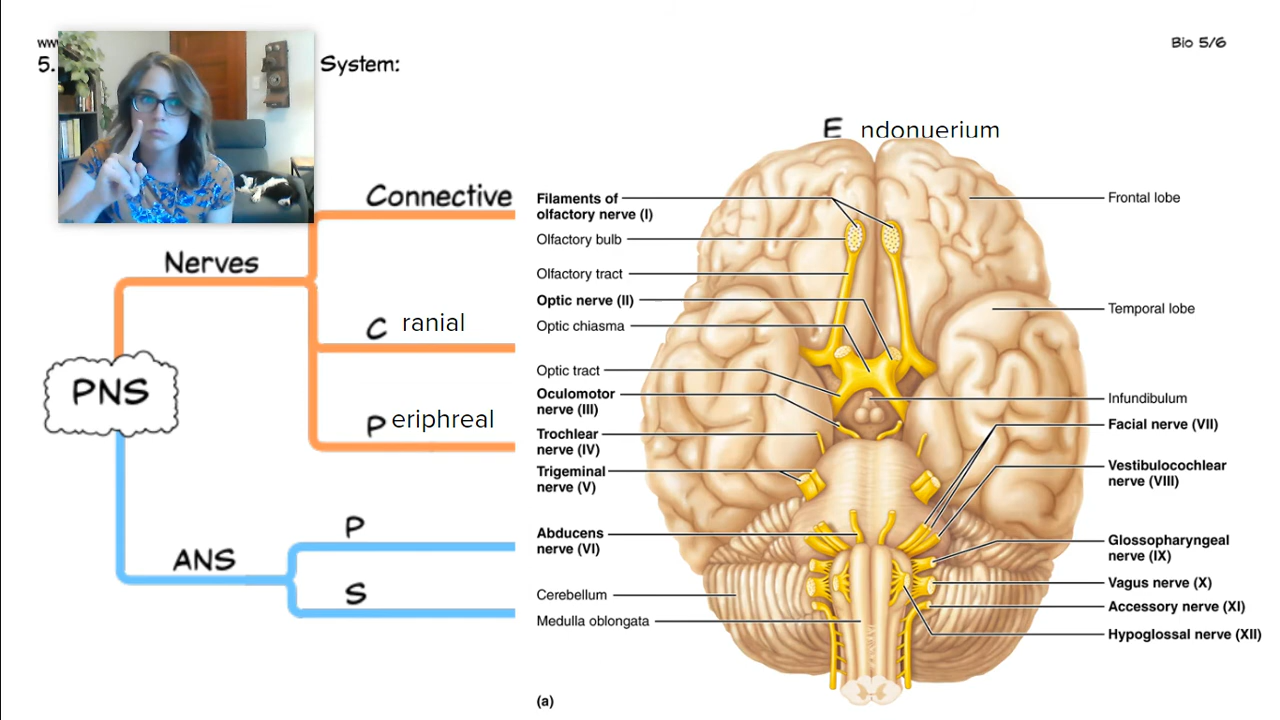 Bio 5/6
5.
System:
E ndonuerium
Connective
Nerves
C ranial
P eriphreal
PNS
ANS
P
S
Filaments of
olfactory nerve (I)
Olfactory bulb
Olfactory tract
Optic nerve (II)
Optic chiasma
Optic tract
Oculomotor
nerve (III)
Trochlear
nerve (IV)
Trigeminal
nerve (V)
Abducens
nerve (VI)
Cerebellum
Medulla oblongata
Frontal lobe
Temporal lobe
Infundibulum
Facial nerve (VII)
Vestibulocochlear
nerve (VIII)
Glossopharyngeal
nerve (IX)
Vagus nerve (X)
Accessory nerve (XI)
Hypoglossal nerve (XII)
(a)